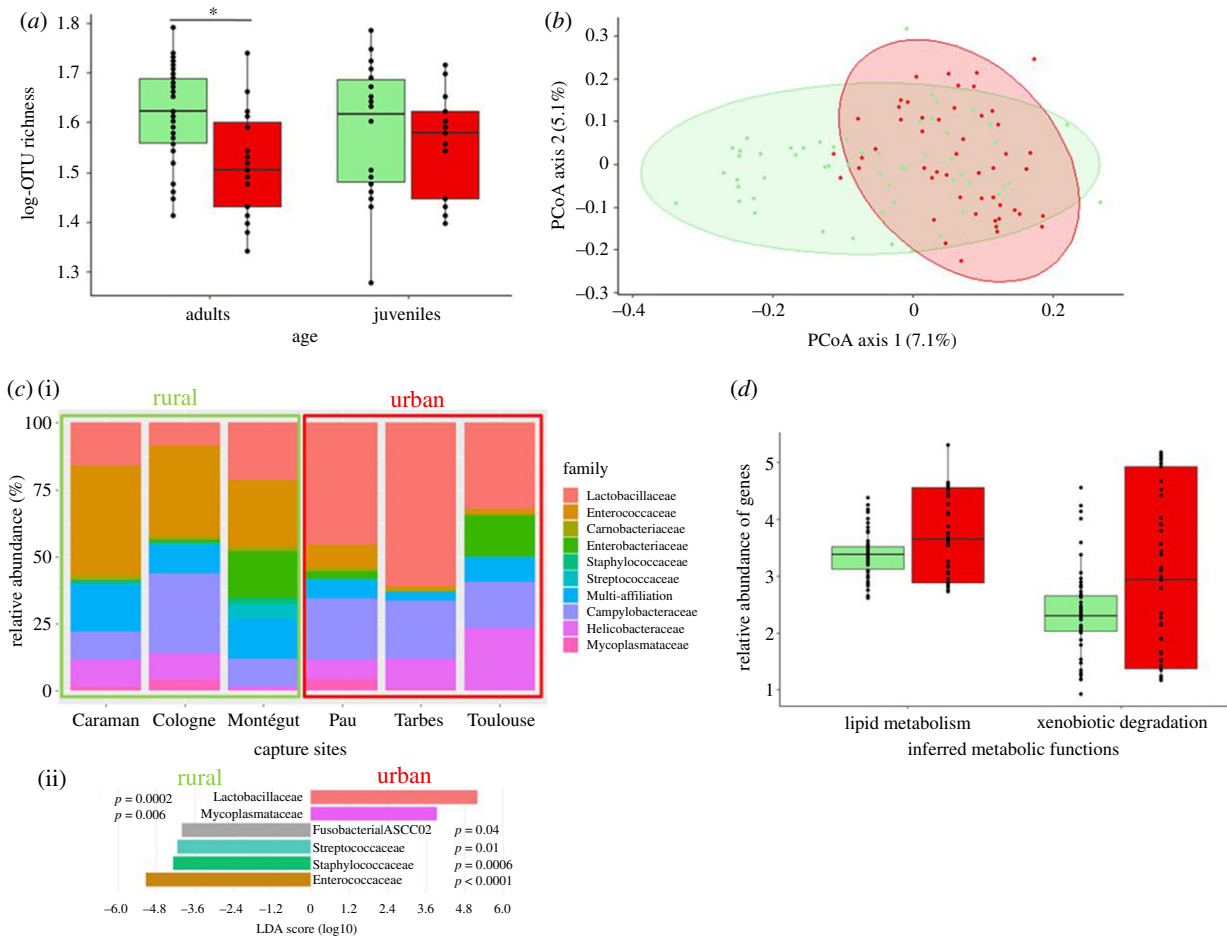 (a)
*
1.8
1.7
1.6
1.5
1.4
1.3
log-OTU richness
adults
juveniles
age
(b)
0.3
0.2
0.1
0
–0.1
–0.2
–0.3
PCoA axis 2 (5.1%)
–0.4
–0.2
0
0.2
PCoA axis 1 (7.1%)
(c) (i)
rural
urban
100
75
50
25
0
relative abundance (%)
Caraman
Cologne
Montégut
Pau
Tarbes
Toulouse
capture sites
family
Lactobacillaceae
Enterococcaceae
Carnobacteriaceae
Enterobacteriaceae
Staphylococcaceae
Streptococcaceae
Multi-affiliation
Campylobacteraceae
Helicobacteraceae
Mycoplasmataceae
(d)
5
4
3
2
1
relative abundance of genes
lipid metabolism
xenobiotic degradation
inferred metabolic functions
(ii)
rural
urban
p = 0.0002
Lactobacillaceae
p = 0.006
Mycoplasmataceae
Fusobacteria|ASCC02
p = 0.04
Streptococcaceae
p = 0.01
Staphylococcaceae
p = 0.0006
Enterococcaceae
p < 0.0001
–6.0 –4.8 –3.6 –2.4 –1.2 0 1.2 2.4 3.6 4.8 6.0
LDA score (log10)